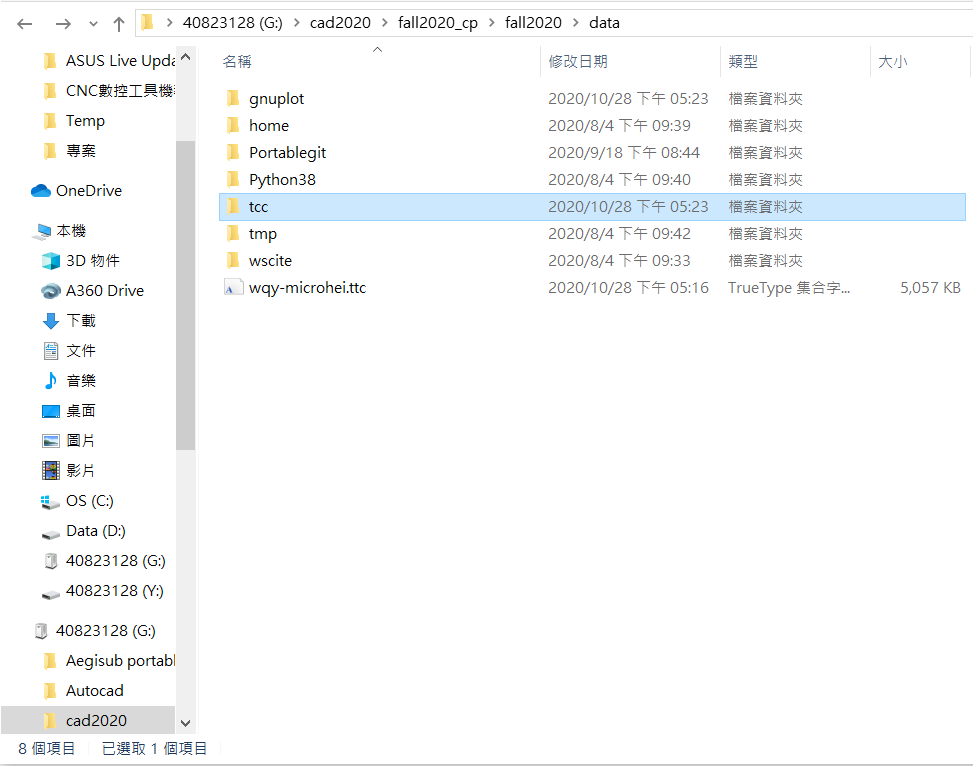 40823128 (G:) > cad2020 > fall2020_cp > fall2020 > data
ASUS Live Upda
CNC數控工具機
Temp
專案
OneDrive
本機
3D 物件
A360 Drive
下載
文件
音樂
桌面
圖片
影片
OS (C:)
Data (D:)
40823128 (G:)
40823128 (Y:)
40823128 (G:)
Aegisub portabl
Autocad
cad2020
名稱 修改日期 類型 大小
gnuplot 2020/10/28 下午 05:23 檔案資料夾
home 2020/8/4 下午 09:39 檔案資料夾
Portablegit 2020/9/18 下午 08:44 檔案資料夾
Python38 2020/8/4 下午 09:40 檔案資料夾
tcc 2020/10/28 下午 05:23 檔案資料夾
tmp 2020/8/4 下午 09:42 檔案資料夾
wscite 2020/8/4 下午 09:33 檔案資料夾
wqy-microhei.ttc 2020/10/28 下午 05:16 TrueType 集合字... 5,057 KB
8 個項目 已選取 1 個項目